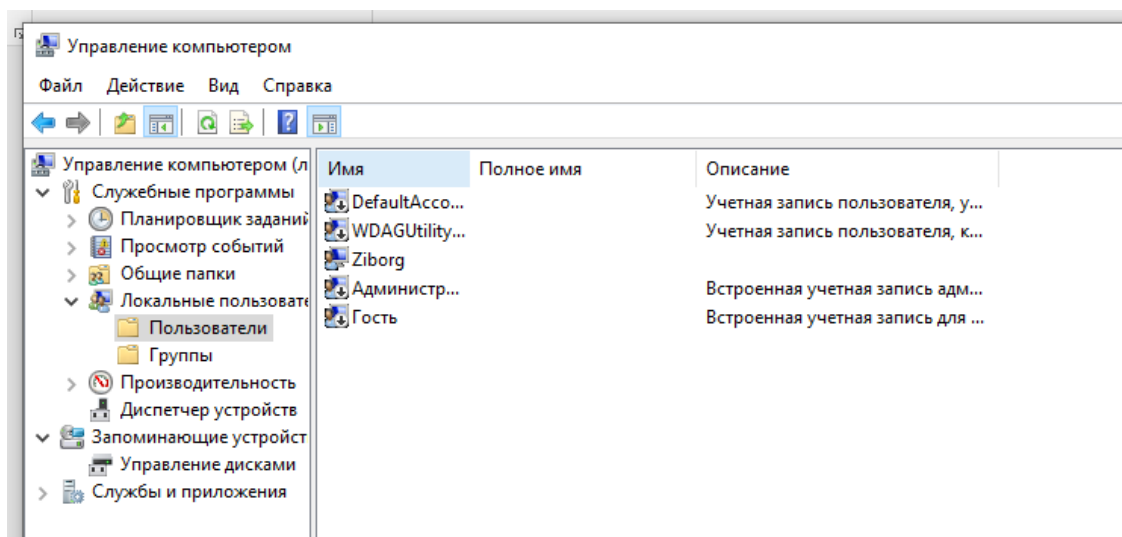 Управление компьютером
Файл Действие Вид Справка
Управление компьютером (л
Служебные программы
Планировщик заданий
Просмотр событий
Общие папки
Локальные пользовате
Пользователи
Группы
Производительность
Диспетчер устройств
Запоминающие устройст
Управление дисками
Службы и приложения
Имя Полное имя Описание
DefaultAcco... Учетная запись пользователя, у...
WDAGUtility... Учетная запись пользователя, к...
Ziborg
Администр... Встроенная учетная запись адм...
Гость Встроенная учетная запись для ...